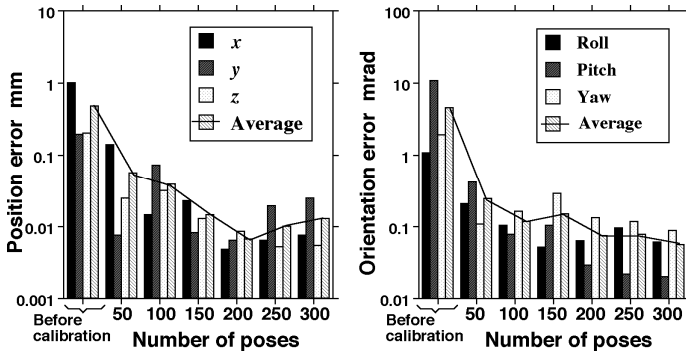 Position error mm
10
1
0.1
0.01
0.001
x
y
z
Average
Before
calibration
50 100 150 200 250 300
Number of poses
Orientation error mrad
100
10
1
0.1
0.01
Roll
Pitch
Yaw
Average
Before
calibration
50 100 150 200 250 300
Number of poses